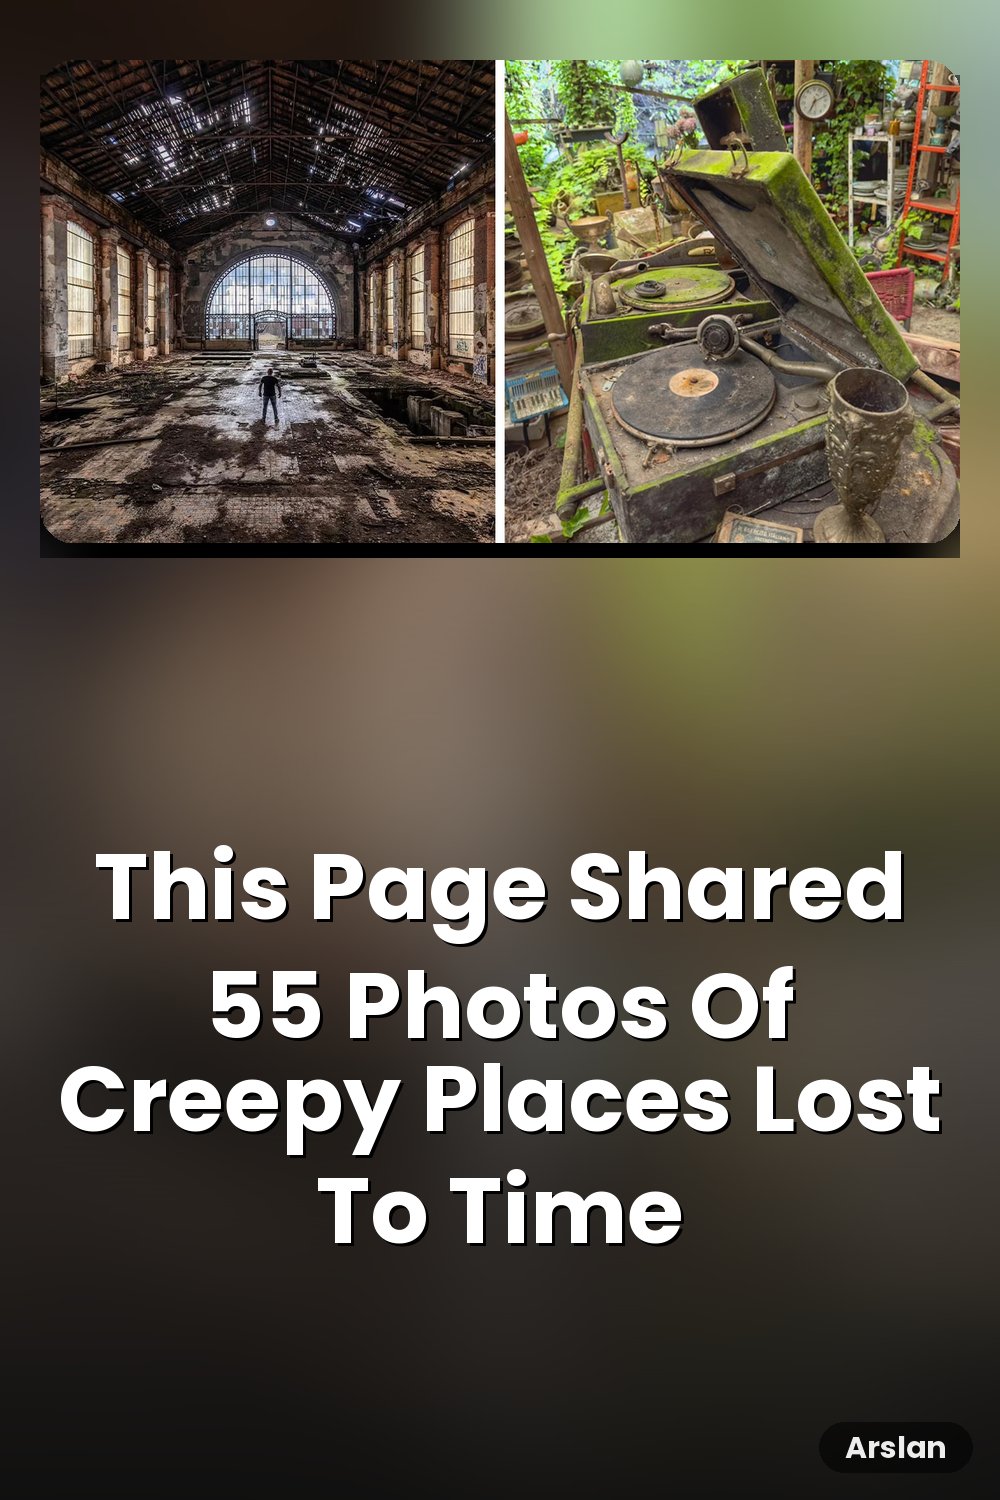 This Page Shared
55 Photos Of
Creepy Places Lost
To Time
Arslan